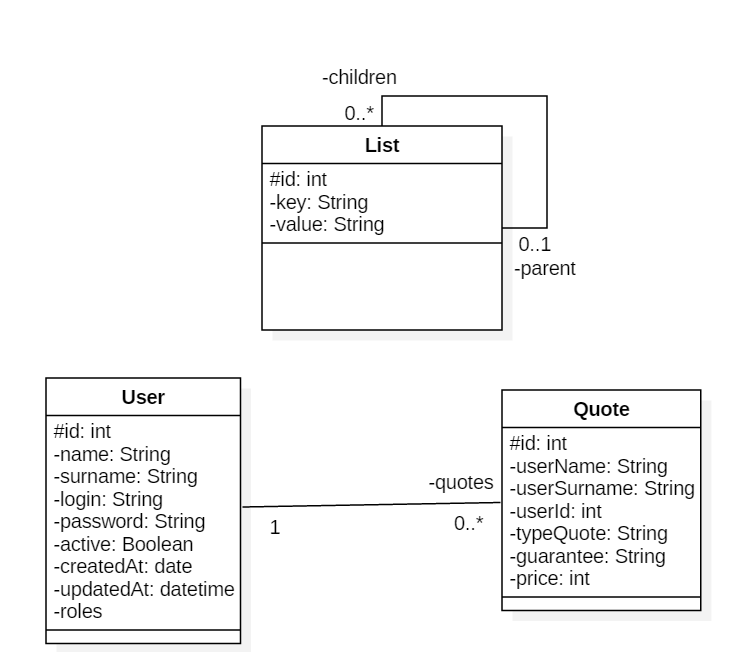 -children
0..*
List
#id: int
-key: String
-value: String
0..1
-parent
User
#id: int
-name: String
-surname: String
-login: String
-password: String
-active: Boolean
-createdAt: date
-updatedAt: datetime
-roles
1
-quotes
0..*
Quote
#id: int
-userName: String
-userSurname: String
-userId: int
-typeQuote: String
-guarantee: String
-price: int